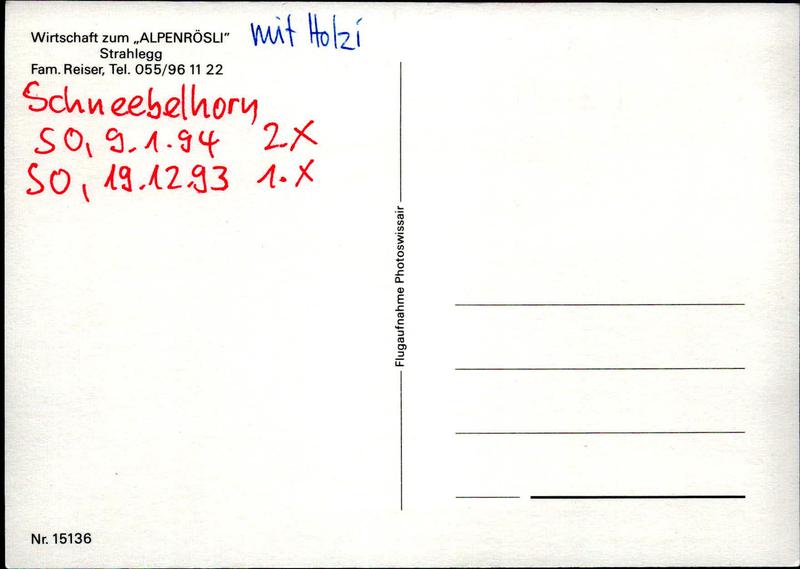 Wirtschaft zum „ALPENRÖSLI"
Strahlegg
Fam. Reiser, Tel. 055/96 11 22
mit Holzi
Schneebelhorn
SO, 9.1.94 2.X
SO, 19.12.93 1.X
Flugaufnahme Photoswissair
Nr. 15136